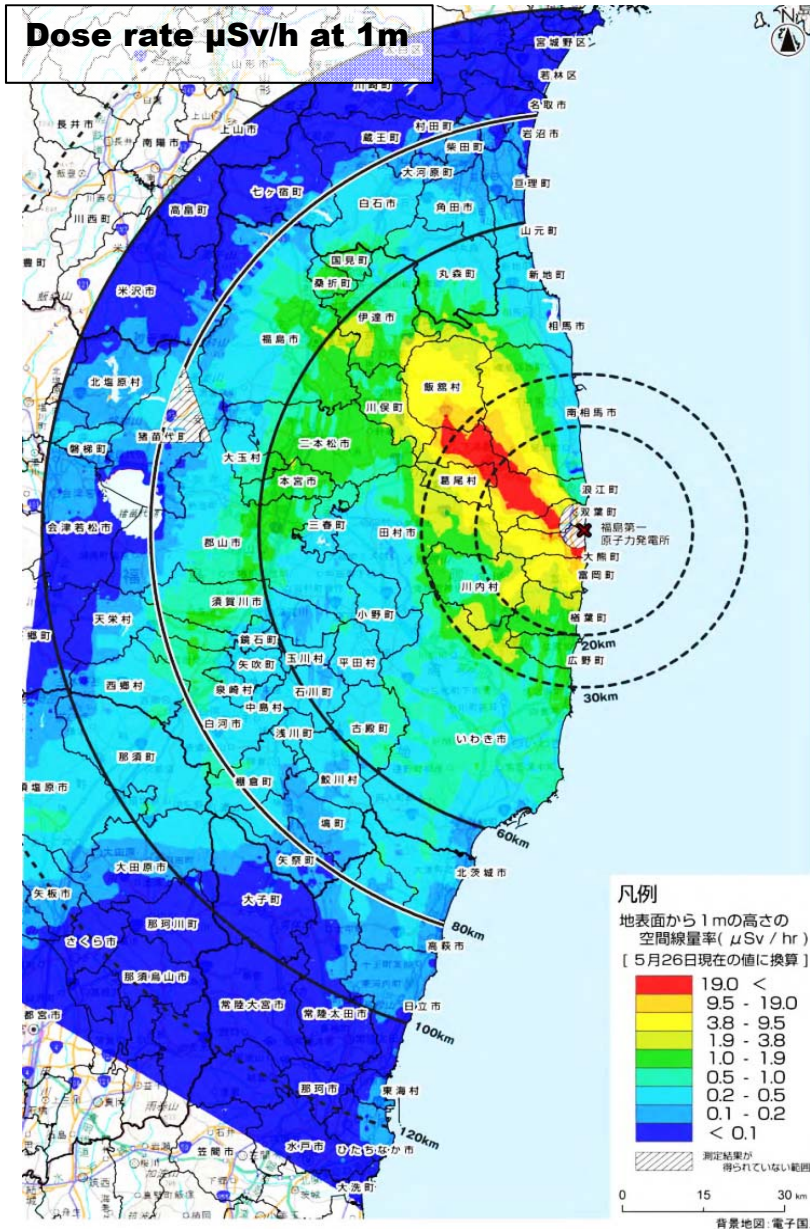 Dose rate µSv/h at 1m
N
宮城野区
若林区
名取市
岩沼市
川崎町
村田町
柴田町
蔵王町
大河原町
亘理町
上山市
長井市
南陽市
七ヶ宿町
白石市
角田市
高畠町
川西町
山元町
国見町
丸森町
新地町
桑折町
米沢市
伊達市
相馬市
福島市
北塩原村
飯舘村
川俣町
南相馬市
猪苗代町
磐梯町
大玉村
二本松市
本宮市
葛尾村
浪江町
双葉町
会津若松市
三春町
田村市
福島第一
原子力発電所
郡山市
大熊町
富岡町
川内村
須賀川市
小野町
楢葉町
天栄村
20km
鏡石町
玉川村
平田村
広野町
矢吹町
30km
西郷村
泉崎村
石川町
中島村
白河市
浅川町
古殿町
いわき市
那須町
棚倉町
鮫川村
塙町
60km
矢祭町
大田原市
北茨城市
矢板市
大子町
那珂川町
80km
さくら市
高萩市
那須烏山市
常陸大宮市
常陸太田市
日立市
100km
那珂市
東海村
120km
水戸市
ひたちなか市
笠間市
大洗町
凡例
地表面から1mの高さの
空間線量率( μSv / hr)
[ 5月26日現在の値に換算 ]
19.0 <
9.5 - 19.0
3.8 - 9.5
1.9 - 3.8
1.0 - 1.9
0.5 - 1.0
0.2 - 0.5
0.1 - 0.2
< 0.1
測定結果が
得られていない範囲
0 15 30 km
背景地図:電子国